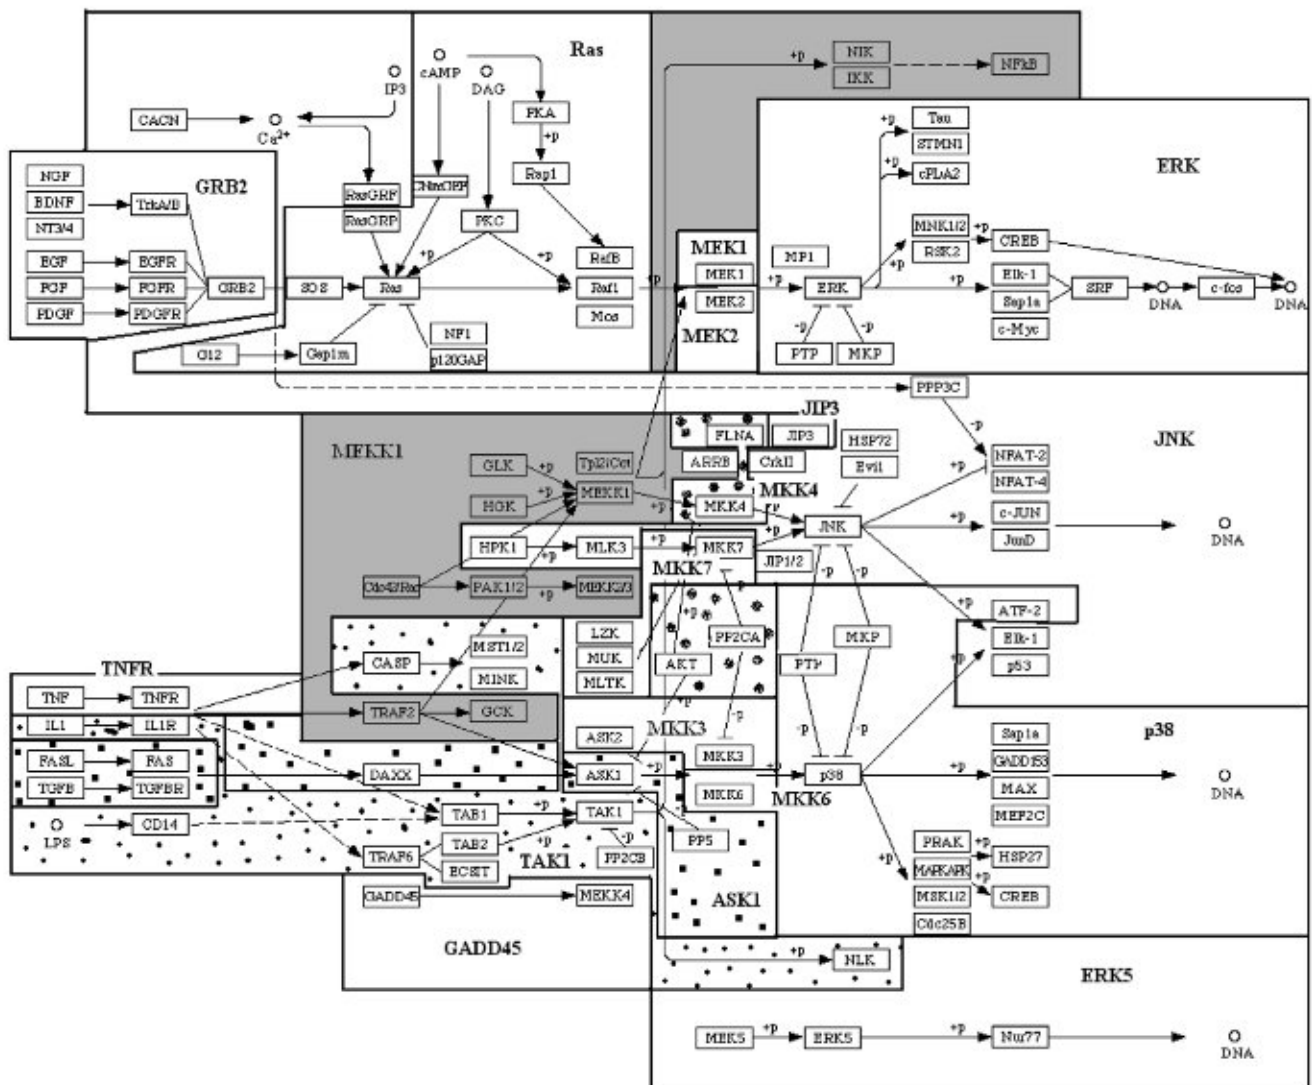 Ras
NIK
+p
IKK
NFkB
cAMP
IP3
DAG
CACN
Ca2+
PKA
+p
+p
Tau
STMN1
+p
cPLA2
ERK
NGF
GRB2
BDNF
TrkA/B
NT3/4
RasGRF
CNrasGEF
Rap1
RasGRP
PKC
MNK1/2
+p
CREB
RSK2
+p
EGF
EGFR
FGF
FGFR
GRB2
SOS
Ras
PDGF
PDGFR
+p
+p
RafB
Raf1
+p
Mos
MEK1
MEK1
MEK2
MEK2
MP1
+p
ERK
+p
Elk-1
Sap1a
SRF
DNA
c-fos
DNA
c-Myc
-p
-p
PTP
MKP
G12
Gap1m
NF1
p120GAP
PPP3C
JIP3
-p
JNK
MEKK1
FLNA
JIP3
HSP72
GLK
+p
Tpl2/Cot
ARRB
CrkII
Evi1
NFAT-2
NFAT-4
+p
HGK
+p
MEKK1
+p
MKK4
MKK4
+p
JNK
+p
c-JUN
JunD
DNA
HPK1
+p
MLK3
+p
MKK7
+p
JIP1/2
MKK7
Cdc42/Rac
PAK1/2
+p
MEKK2/3
-p
-p
-p
+p
+p
ATF-2
LZK
PP2CA
MKP
+p
Elk-1
MST1/2
MUK
AKT
PTP
p53
CASP
MINK
MLTK
TNFR
TNF
TNFR
TRAF2
GCK
+p
IL1
IL1R
ASK2
MKK3
-p
-p
-p
Sap1a
p38
FASL
FAS
MKK3
GADD153
DAXX
ASK1
+p
+p
p38
+p
TGFB
TGFBR
MKK6
MKK6
MAX
DNA
TAB1
+p
TAK1
MEF2C
LPS
CD14
PP5
-p
TAB2
+p
PP2CB
TRAF6
TAK1
ECSIT
PRAK
+p
HSP27
+p
MAPKAPK
+p
GADD45
MEKK4
ASK1
MSK1/2
CREB
Cdc25B
GADD45
+p
NLK
ERK5
MEK5
+p
ERK5
+p
Nur77
DNA